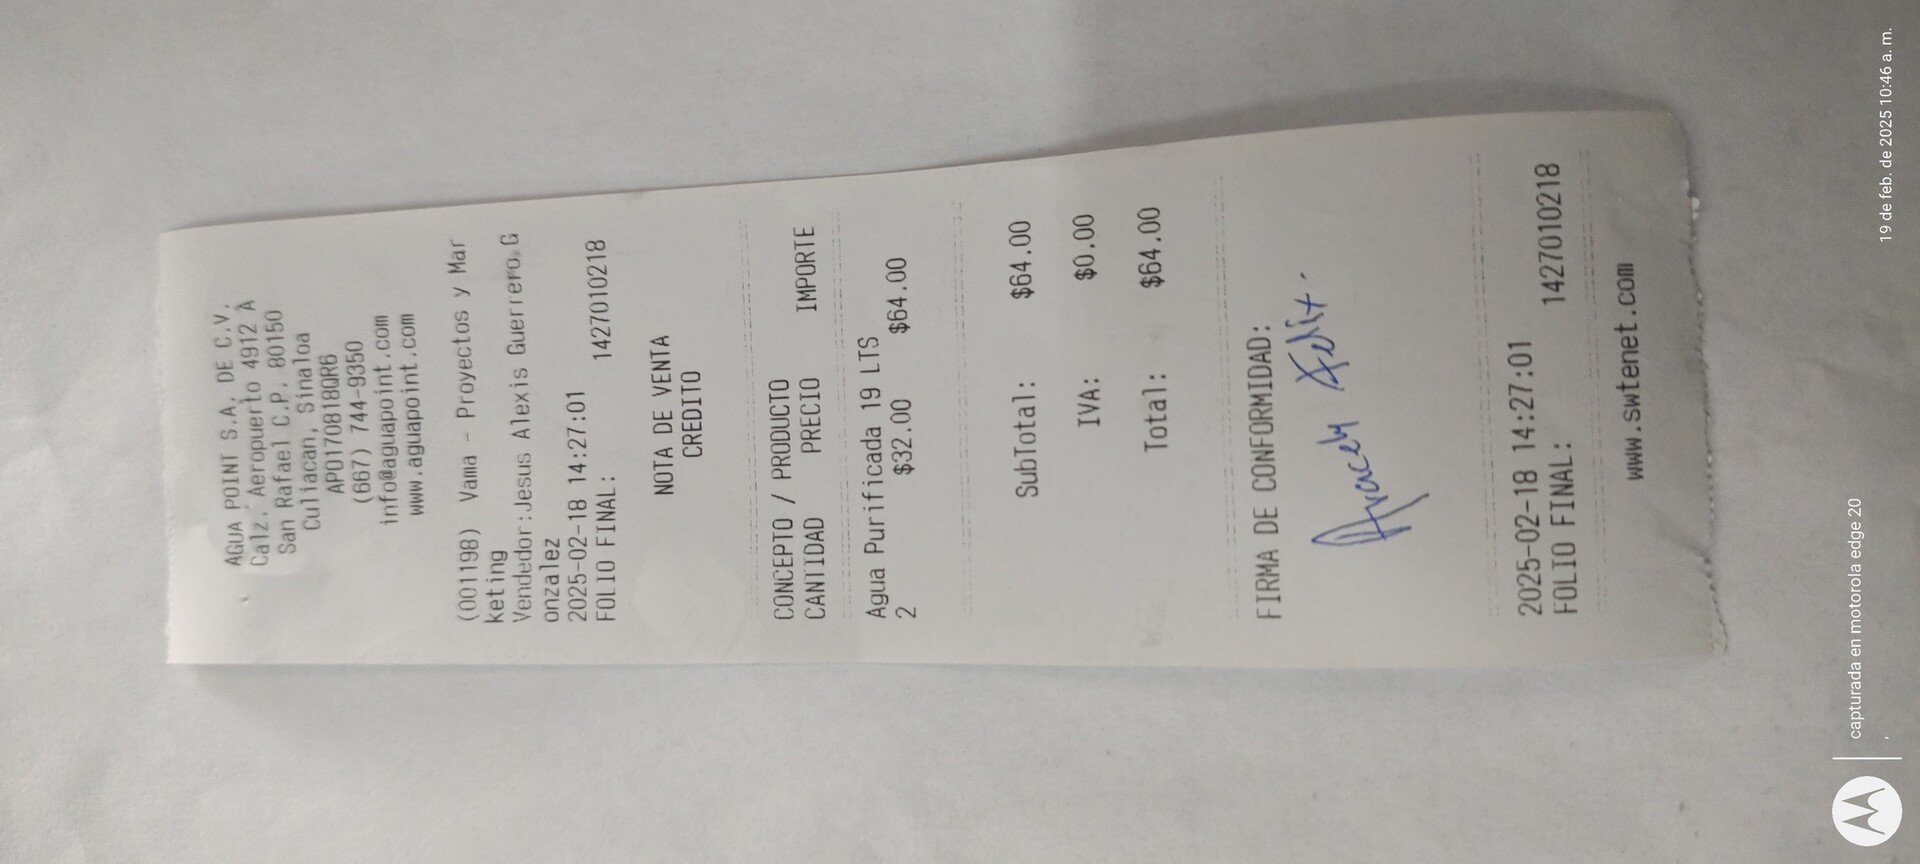 AGUA POINT S.A. DE C.V.
Calz. Aeropuerto 4912 A
San Rafael C.P. 80150
Culiacan, Sinaloa
APO170818QR6
(667) 744-9350
info@aguapoint.com
www.aguapoint.com
(001198) Vama - Proyectos y Mar
keting
Vendedor:Jesus Alexis Guerrero.G
onzalez
2025-02-18 14:27:01
FOLIO FINAL: 1427010218
NOTA DE VENTA
CREDITO
CONCEPTO / PRODUCTO
CANTIDAD PRECIO IMPORTE
Agua Purificada 19 LTS
2 $32.00 $64.00
SubTotal: $64.00
IVA: $0.00
Total: $64.00
FIRMA DE CONFORMIDAD:
Aracely Félix.
2025-02-18 14:27:01
FOLIO FINAL: 1427010218
www.swtenet.com
capturada en motorola edge 20
19 de feb. de 2025 10:46 a. m.